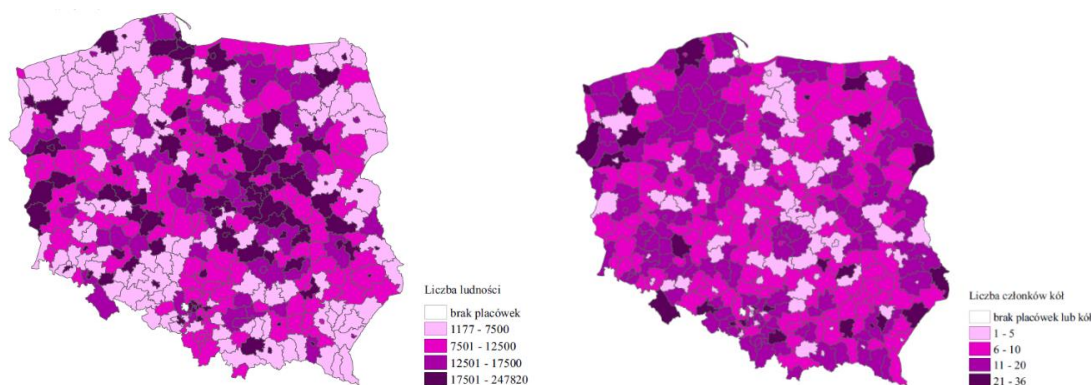 Liczba ludności
brak placówek
1177 - 7500
7501 - 12500
12501 - 17500
17501 - 247820
Liczba członków kół
brak placówek lub kół
1 - 5
6 - 10
11 - 20
21 - 36